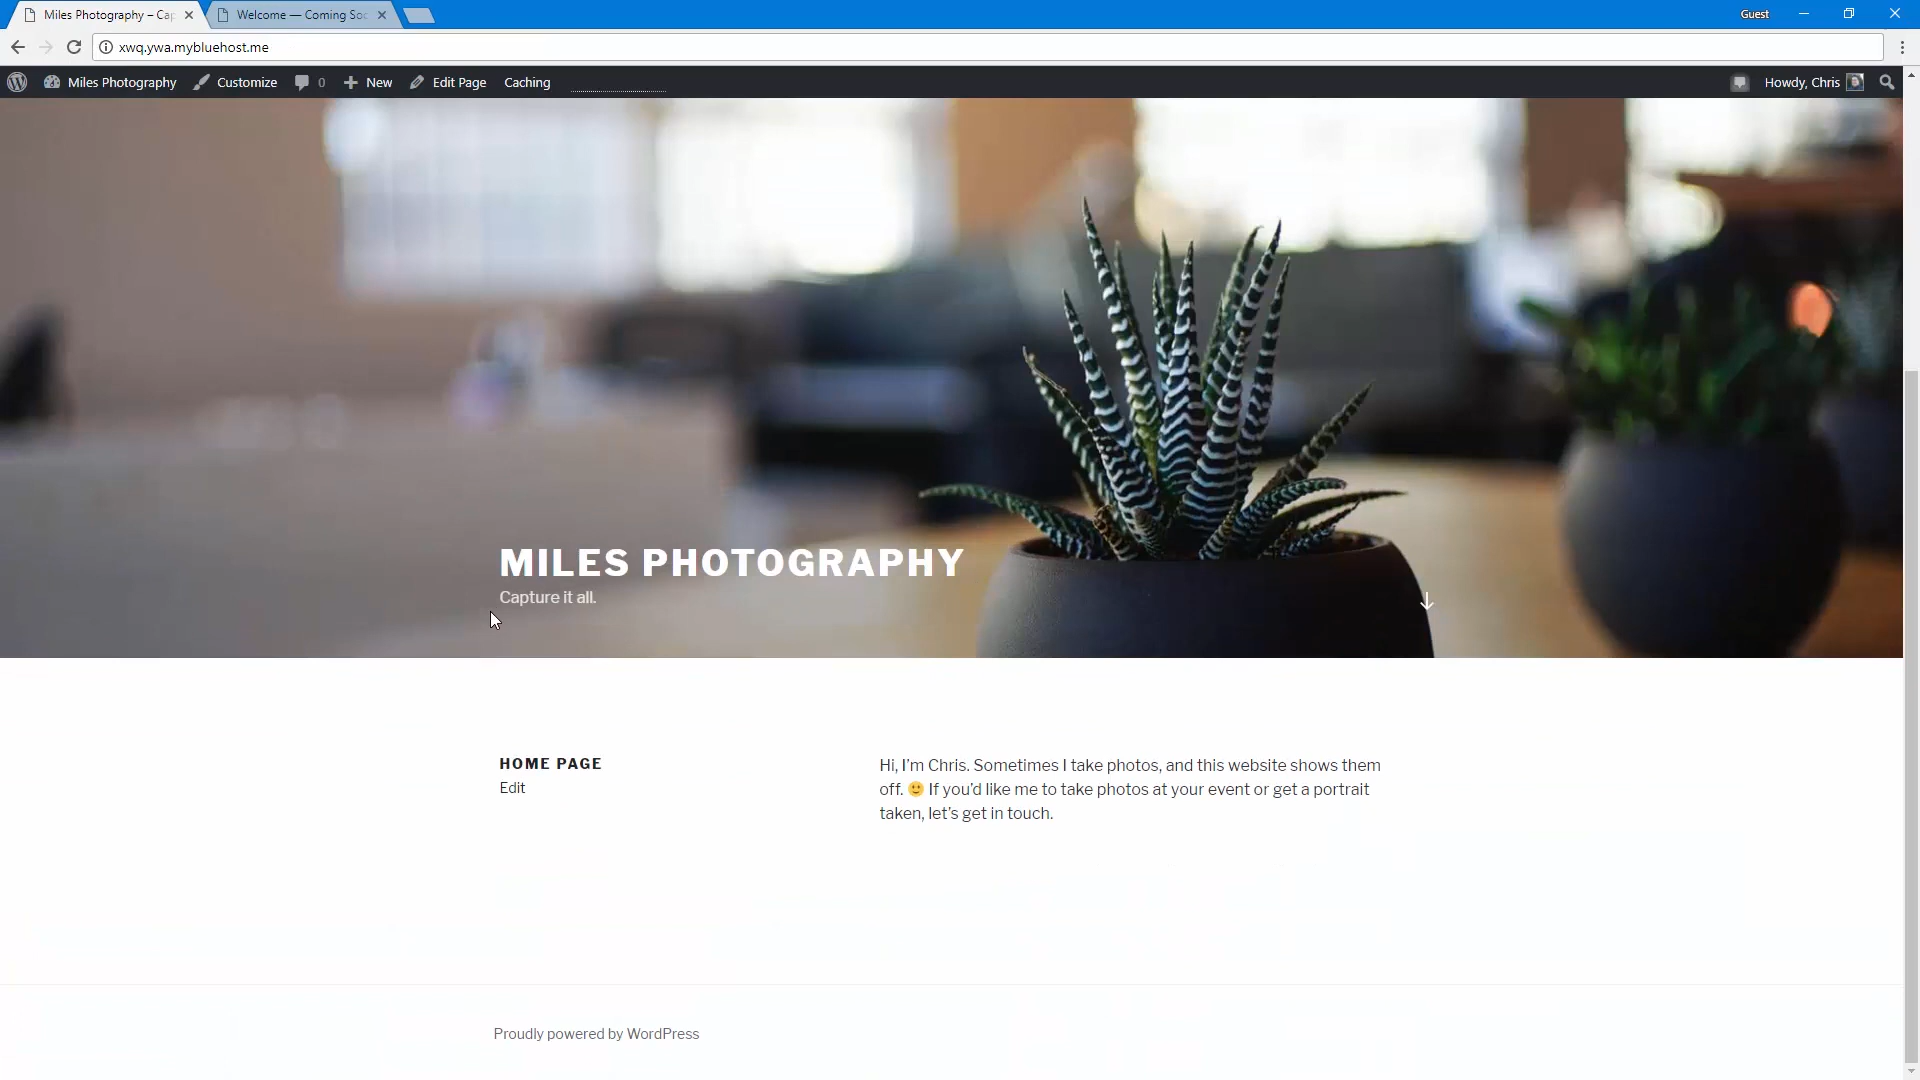 Miles Photography – Ca
Welcome — Coming Soo
Guest
xwq.ywa.mybluehost.me
Miles Photography
Customize
0
New
Edit Page
Caching
Howdy, Chris
MILES PHOTOGRAPHY
Capture it all.
HOME PAGE
Edit
Hi, I'm Chris. Sometimes I take photos, and this website shows them
off. 🙂 If you'd like me to take photos at your event or get a portrait
taken, let's get in touch.
Proudly powered by WordPress